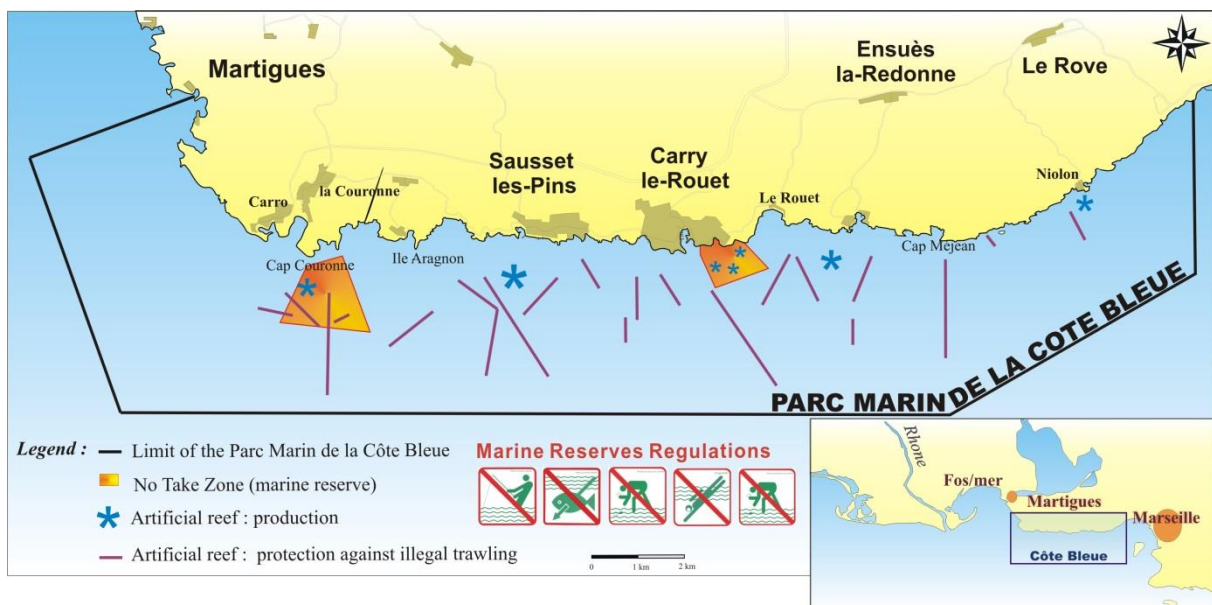 Martigues
Ensuès
la-Redonne
Le Rove
Sausset
les-Pins
Carry
le-Rouet
Niolon
la Couronne
Carro
Le Rouet
Cap Couronne
Ile Aragnon
Cap Méjean
PARC MARIN DE LA COTE BLEUE
Legend :
Limit of the Parc Marin de la Côte Bleue
No Take Zone (marine reserve)
Artificial reef : production
Artificial reef : protection against illegal trawling
Marine Reserves Regulations
0 1 km 2 km
Rhone
Fos/mer
Martigues
Marseille
Côte Bleue